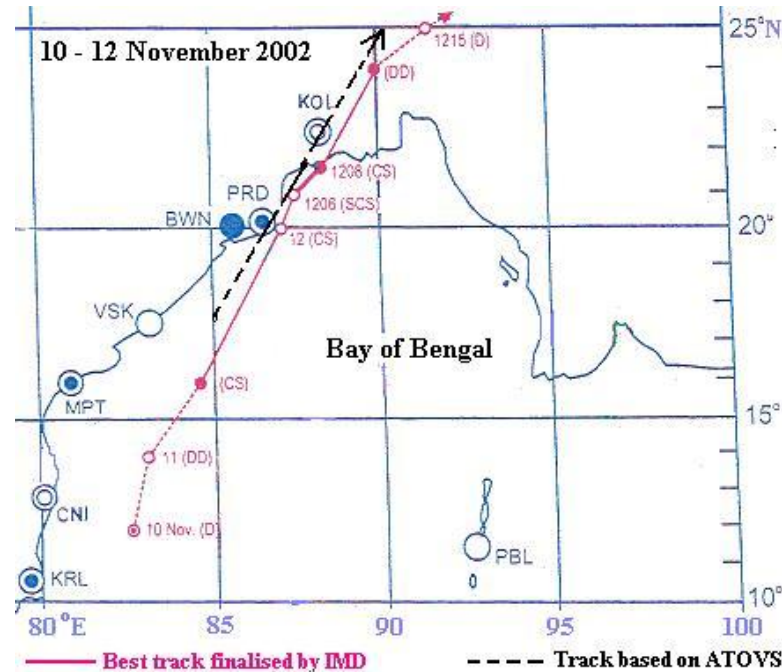 10 - 12 November 2002
25°N
1215 (D)
(DD)
KOL
1208 (CS)
PRD
1206 (SCS)
BWN
12 (CS)
20°
VSK
Bay of Bengal
(CS)
MPT
15°
11 (DD)
CNI
10 Nov. (D)
PBL
KRL
10°
80°E 85 90 95 100
Best track finalised by IMD Track based on ATOVS